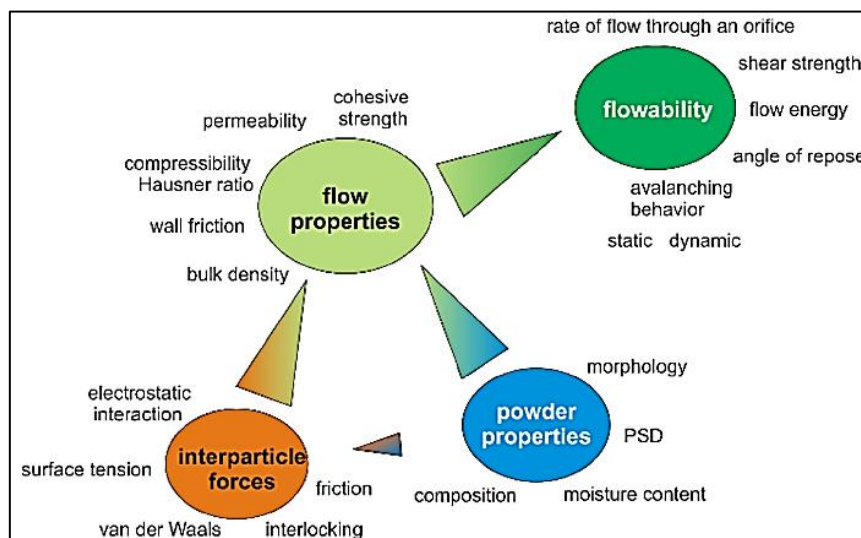 rate of flow through an orifice
shear strength
flowability
flow energy
angle of repose
avalanching
behavior
static dynamic
cohesive
strength
permeability
compressibility
Hausner ratio
flow
properties
wall friction
bulk density
morphology
powder
properties
PSD
composition
moisture content
electrostatic
interaction
interparticle
forces
surface tension
friction
van der Waals
interlocking